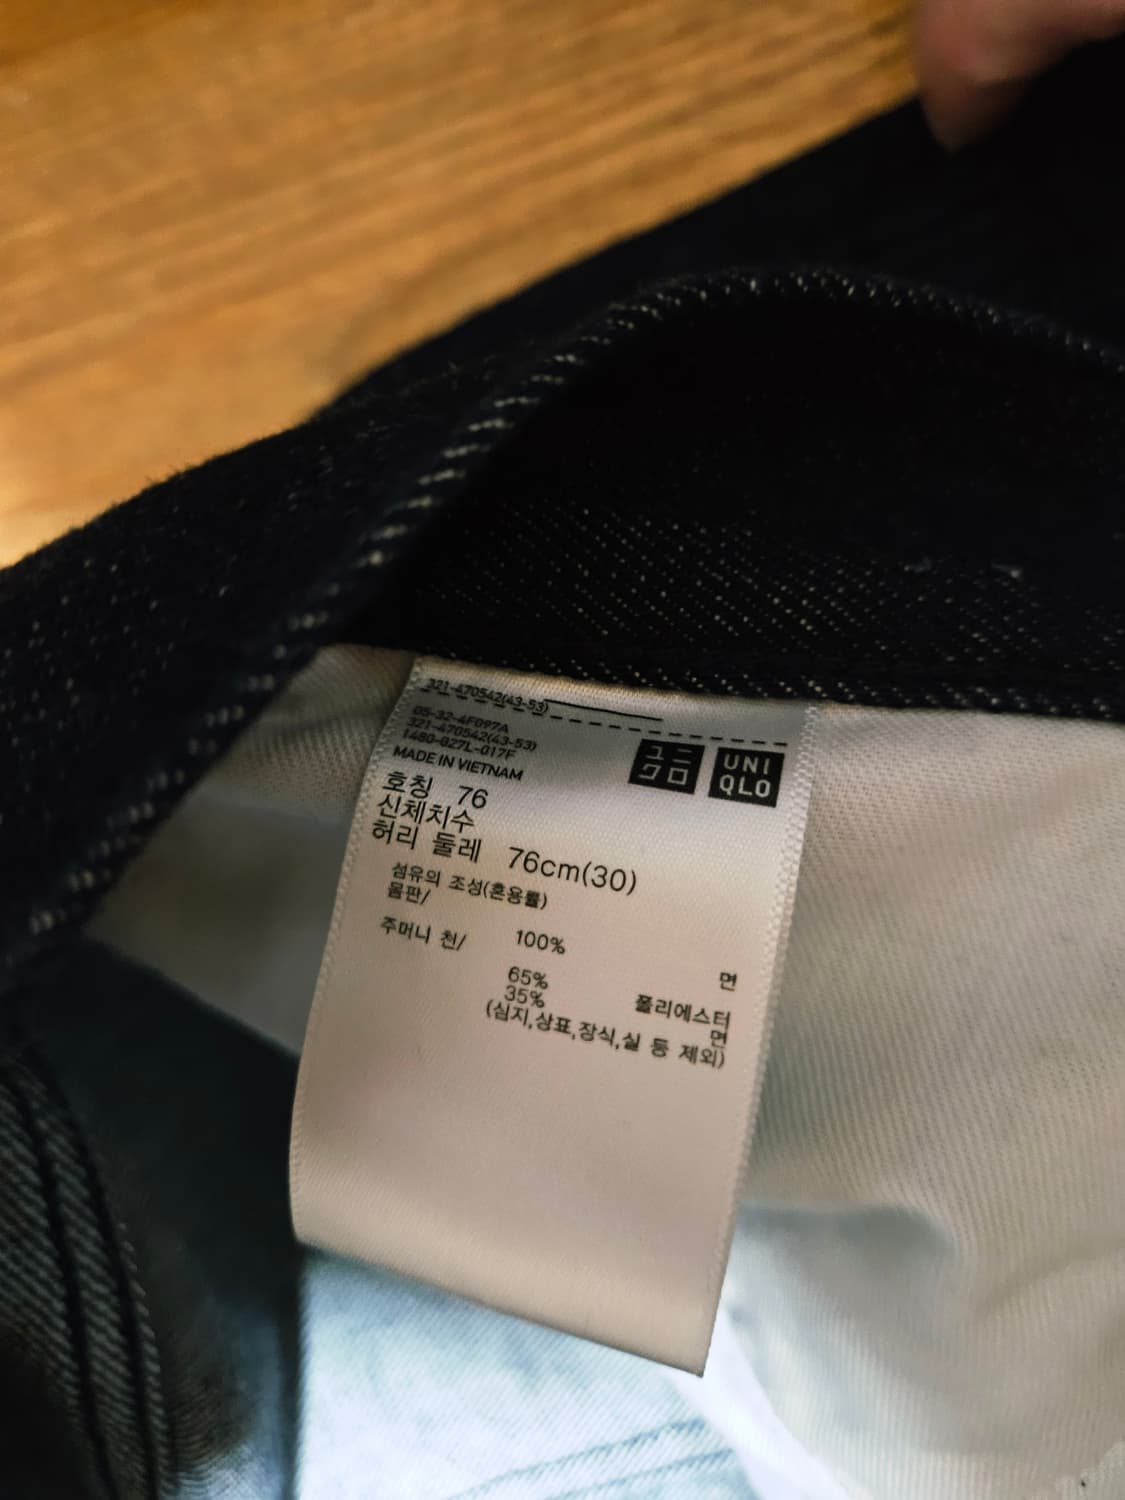 321-470542(43-53)
05-32-4F097A
321-470542(43-53)
1480-827L-017F
MADE IN VIETNAM
ユニ
クロ
UNI
QLO
호칭 76
신체치수
허리 둘레 76cm(30)
섬유의 조성(혼용률)
몸판/
100% 면
주머니 천/
65% 폴리에스터
35% 면
(심지,상표,장식,실 등 제외)